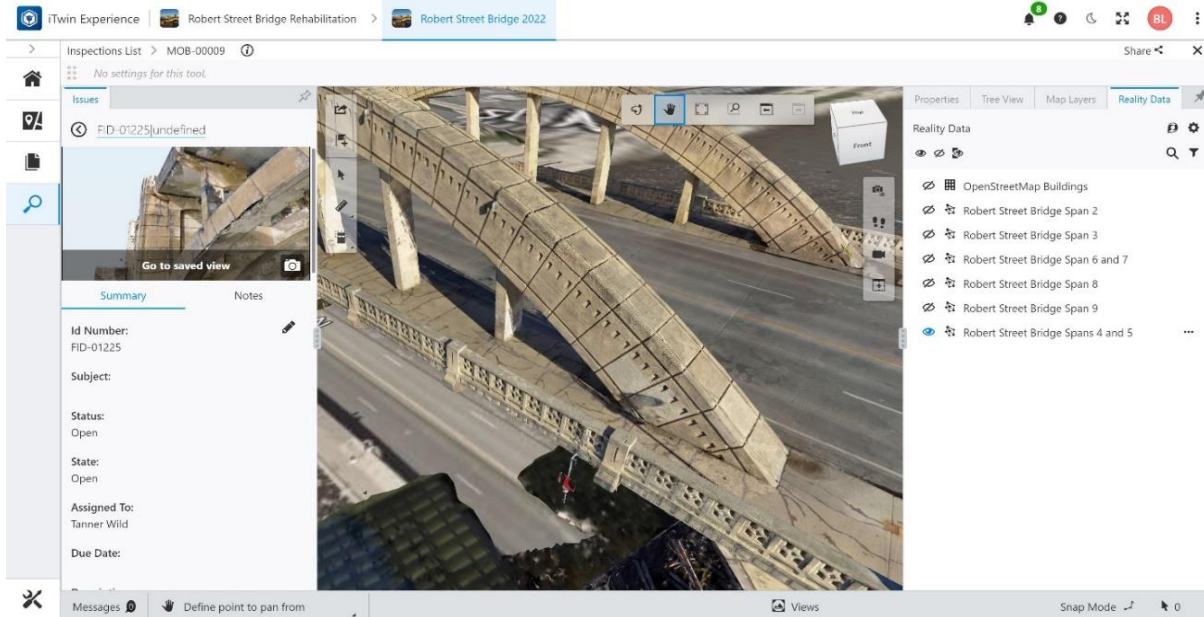 iTwin Experience
Robert Street Bridge Rehabilitation
>
Robert Street Bridge 2022
8
BL
Inspections List > MOB-00009
Share
No settings for this tool.
Issues
FID-01225|undefined
Go to saved view
Summary
Notes
Id Number:
FID-01225
Subject:
Status:
Open
State:
Open
Assigned To:
Tanner Wild
Due Date:
Front
Properties
Tree View
Map Layers
Reality Data
Reality Data
OpenStreetMap Buildings
Robert Street Bridge Span 2
Robert Street Bridge Span 3
Robert Street Bridge Span 6 and 7
Robert Street Bridge Span 8
Robert Street Bridge Span 9
Robert Street Bridge Spans 4 and 5
Messages
Define point to pan from
Views
Snap Mode
0